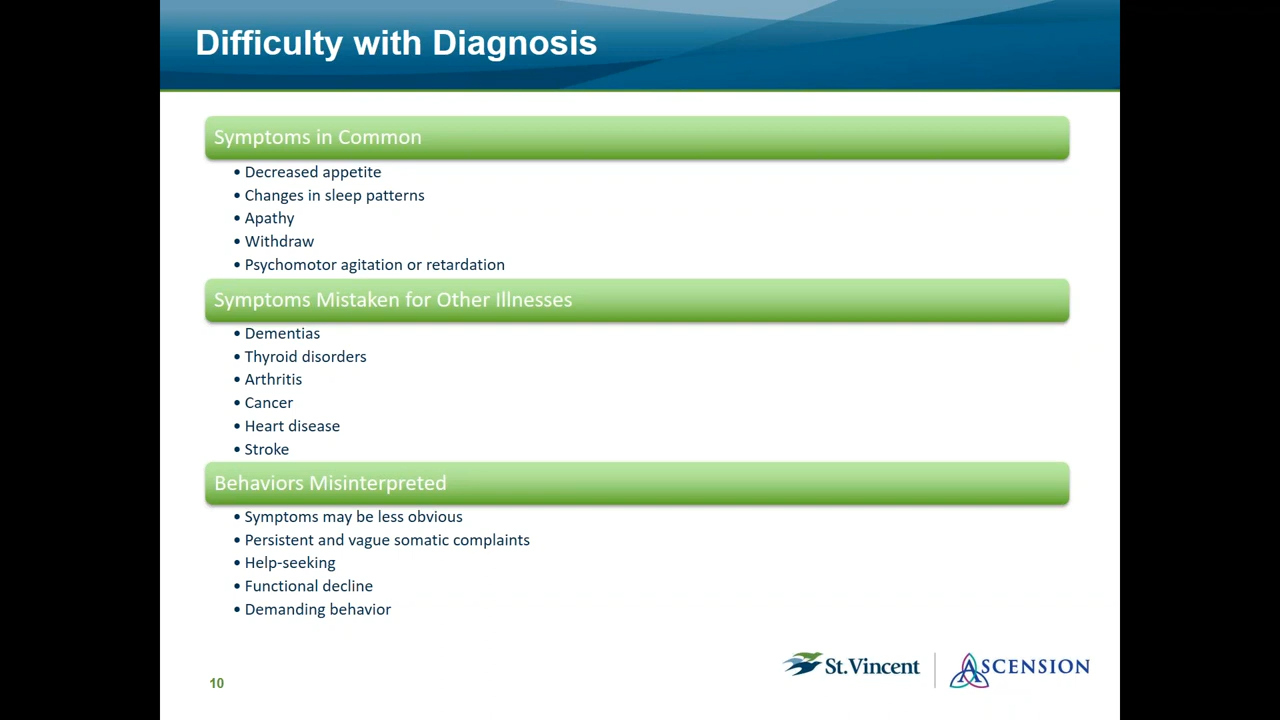 Difficulty with Diagnosis
Symptoms in Common
• Decreased appetite
• Changes in sleep patterns
• Apathy
• Withdraw
• Psychomotor agitation or retardation
Symptoms Mistaken for Other Illnesses
• Dementias
• Thyroid disorders
• Arthritis
• Cancer
• Heart disease
• Stroke
Behaviors Misinterpreted
• Symptoms may be less obvious
• Persistent and vague somatic complaints
• Help-seeking
• Functional decline
• Demanding behavior
St.Vincent
ASCENSION
10